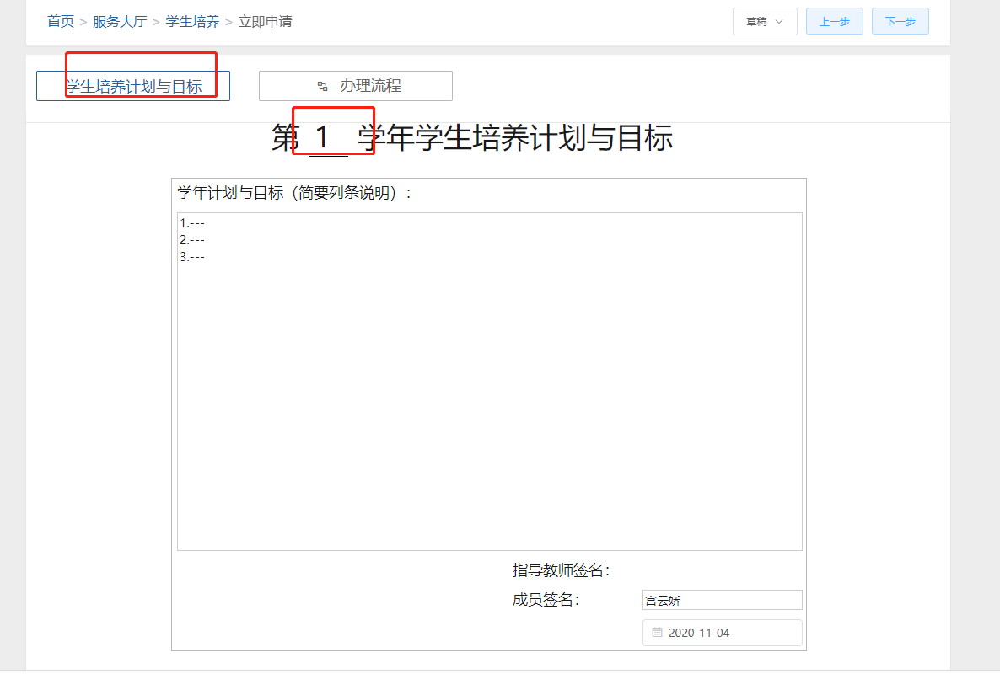 首页 > 服务大厅 > 学生培养 > 立即申请
草稿 上一步 下一步
学生培养计划与目标 办理流程
第 1 学年学生培养计划与目标
学年计划与目标（简要列条说明）:
1.---
2.---
3.---
指导教师签名:
成员签名: 宫云娇
2020-11-04